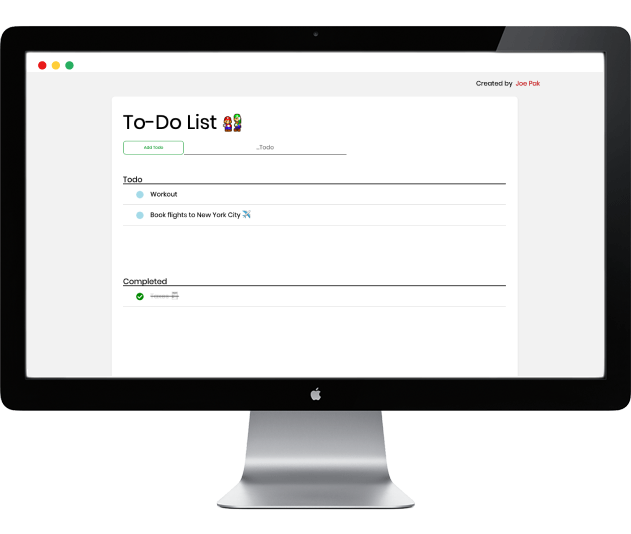 Created by Joe Pak
To-Do List
Add Todo
...Todo
Todo
Workout
Book flights to New York City ✈️
Completed